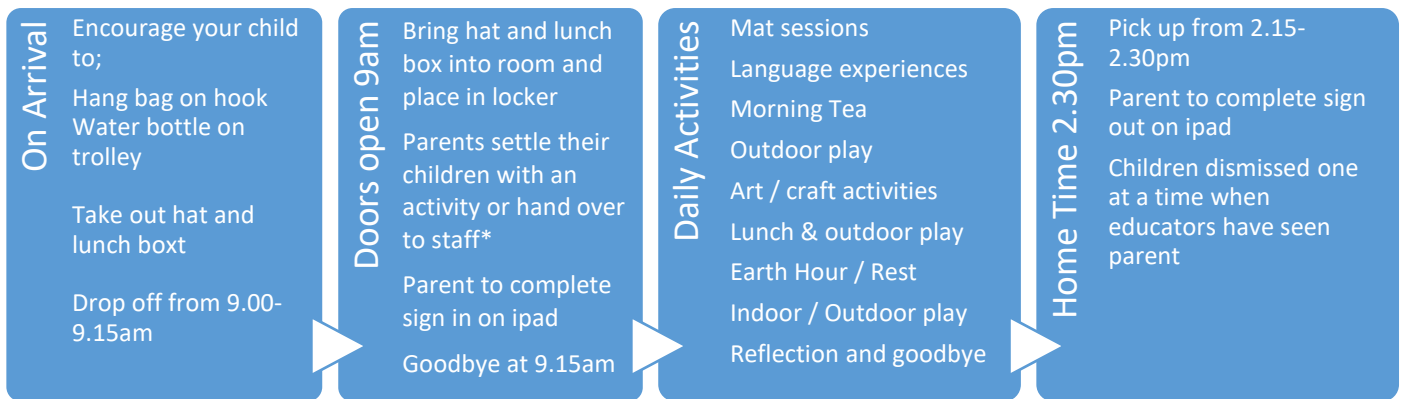 On Arrival
Encourage your child
to;
Hang bag on hook
Water bottle on
trolley
Take out hat and
lunch boxt
Drop off from 9.00-
9.15am
Doors open 9am
Bring hat and lunch
box into room and
place in locker
Parents settle their
children with an
activity or hand over
to staff*
Parent to complete
sign in on ipad
Goodbye at 9.15am
Daily Activities
Mat sessions
Language experiences
Morning Tea
Outdoor play
Art / craft activities
Lunch & outdoor play
Earth Hour / Rest
Indoor / Outdoor play
Reflection and goodbye
Home Time 2.30pm
Pick up from 2.15-
2.30pm
Parent to complete sign
out on ipad
Children dismissed one
at a time when
educators have seen
parent